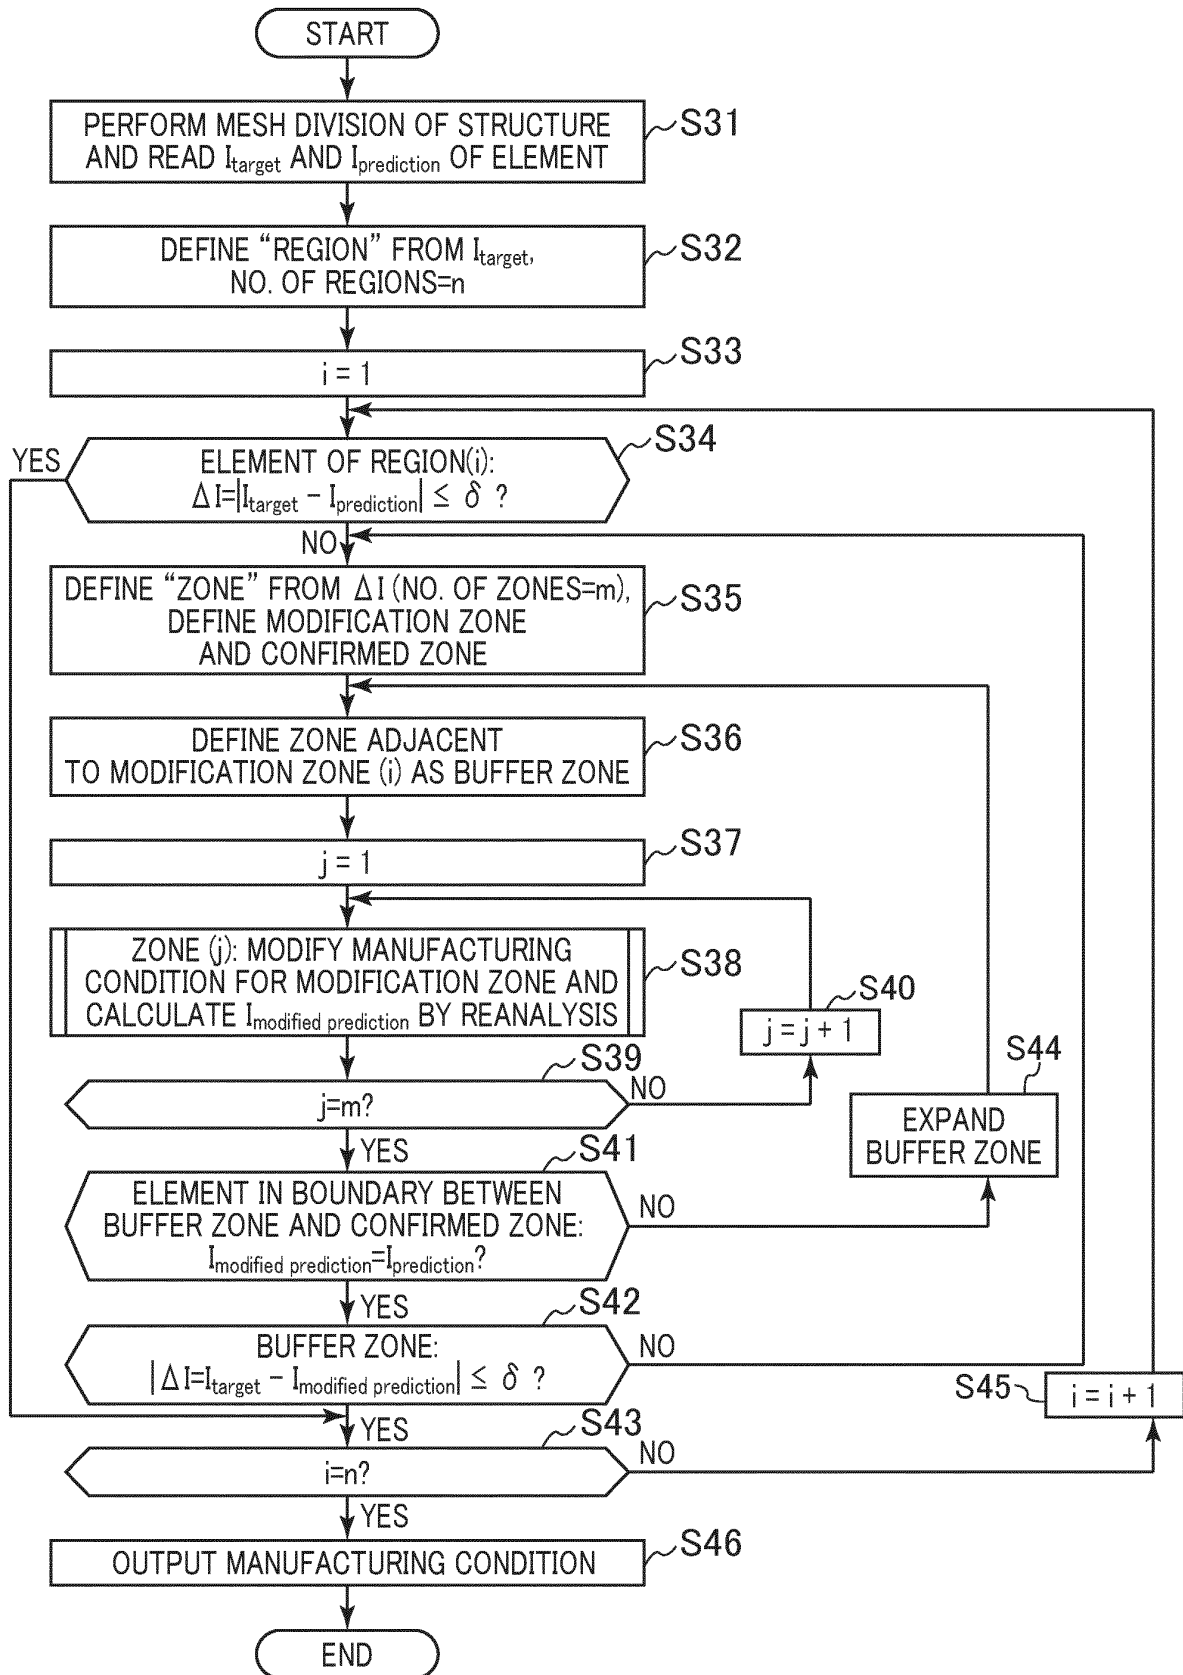 START
PERFORM MESH DIVISION OF STRUCTURE
AND READ Itarget AND Iprediction OF ELEMENT
S31
DEFINE “REGION” FROM Itarget,
NO. OF REGIONS=n
S32
i = 1
S33
YES
ELEMENT OF REGION(i):
ΔI=|Itarget - Iprediction| ≤ δ ?
S34
NO
DEFINE “ZONE” FROM ΔI (NO. OF ZONES=m),
DEFINE MODIFICATION ZONE
AND CONFIRMED ZONE
S35
DEFINE ZONE ADJACENT
TO MODIFICATION ZONE (i) AS BUFFER ZONE
S36
j = 1
S37
ZONE (j): MODIFY MANUFACTURING
CONDITION FOR MODIFICATION ZONE AND
CALCULATE Imodified prediction BY REANALYSIS
S38
S40
j = j + 1
S39
j=m?
NO
S44
EXPAND
BUFFER ZONE
YES
S41
ELEMENT IN BOUNDARY BETWEEN
BUFFER ZONE AND CONFIRMED ZONE:
Imodified prediction=Iprediction?
NO
YES
S42
BUFFER ZONE:
|ΔI=Itarget - Imodified prediction| ≤ δ ?
NO
S45
i = i + 1
YES
S43
i=n?
NO
YES
OUTPUT MANUFACTURING CONDITION
S46
END